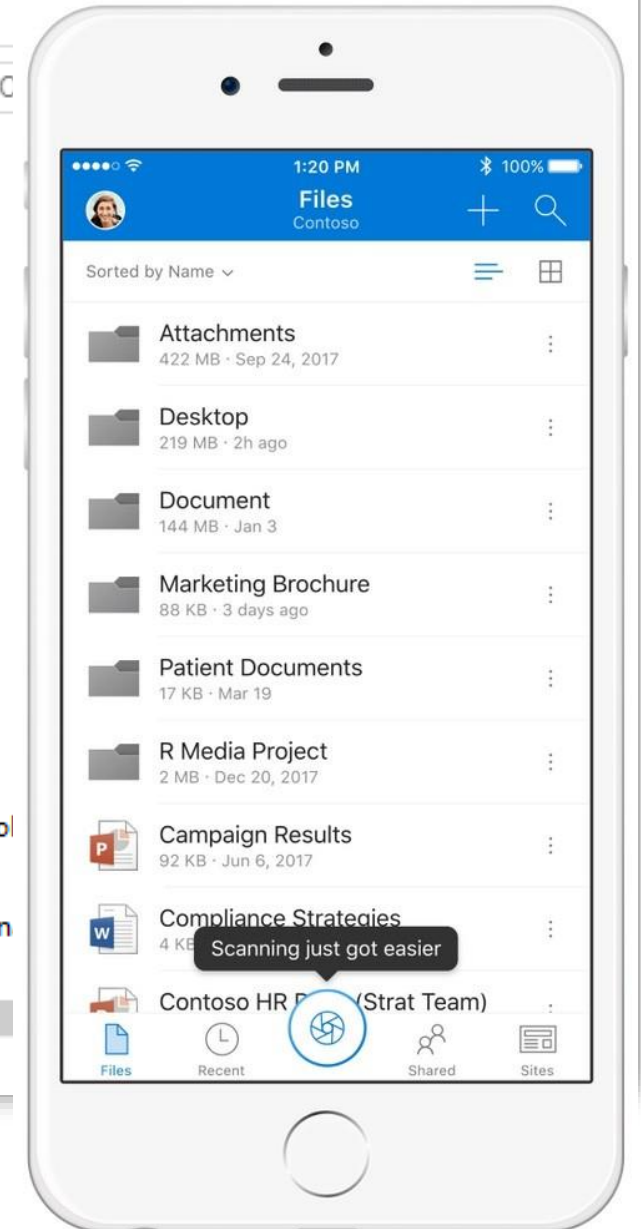 1:20 PM 100%
Files
Contoso
Sorted by Name
Attachments
422 MB · Sep 24, 2017
Desktop
219 MB · 2h ago
Document
144 MB · Jan 3
Marketing Brochure
88 KB · 3 days ago
Patient Documents
17 KB · Mar 19
R Media Project
2 MB · Dec 20, 2017
P
Campaign Results
92 KB · Jun 6, 2017
W
Compliance Strategies
4 KB
Scanning just got easier
Contoso HR (Strat Team)
Files Recent Shared Sites